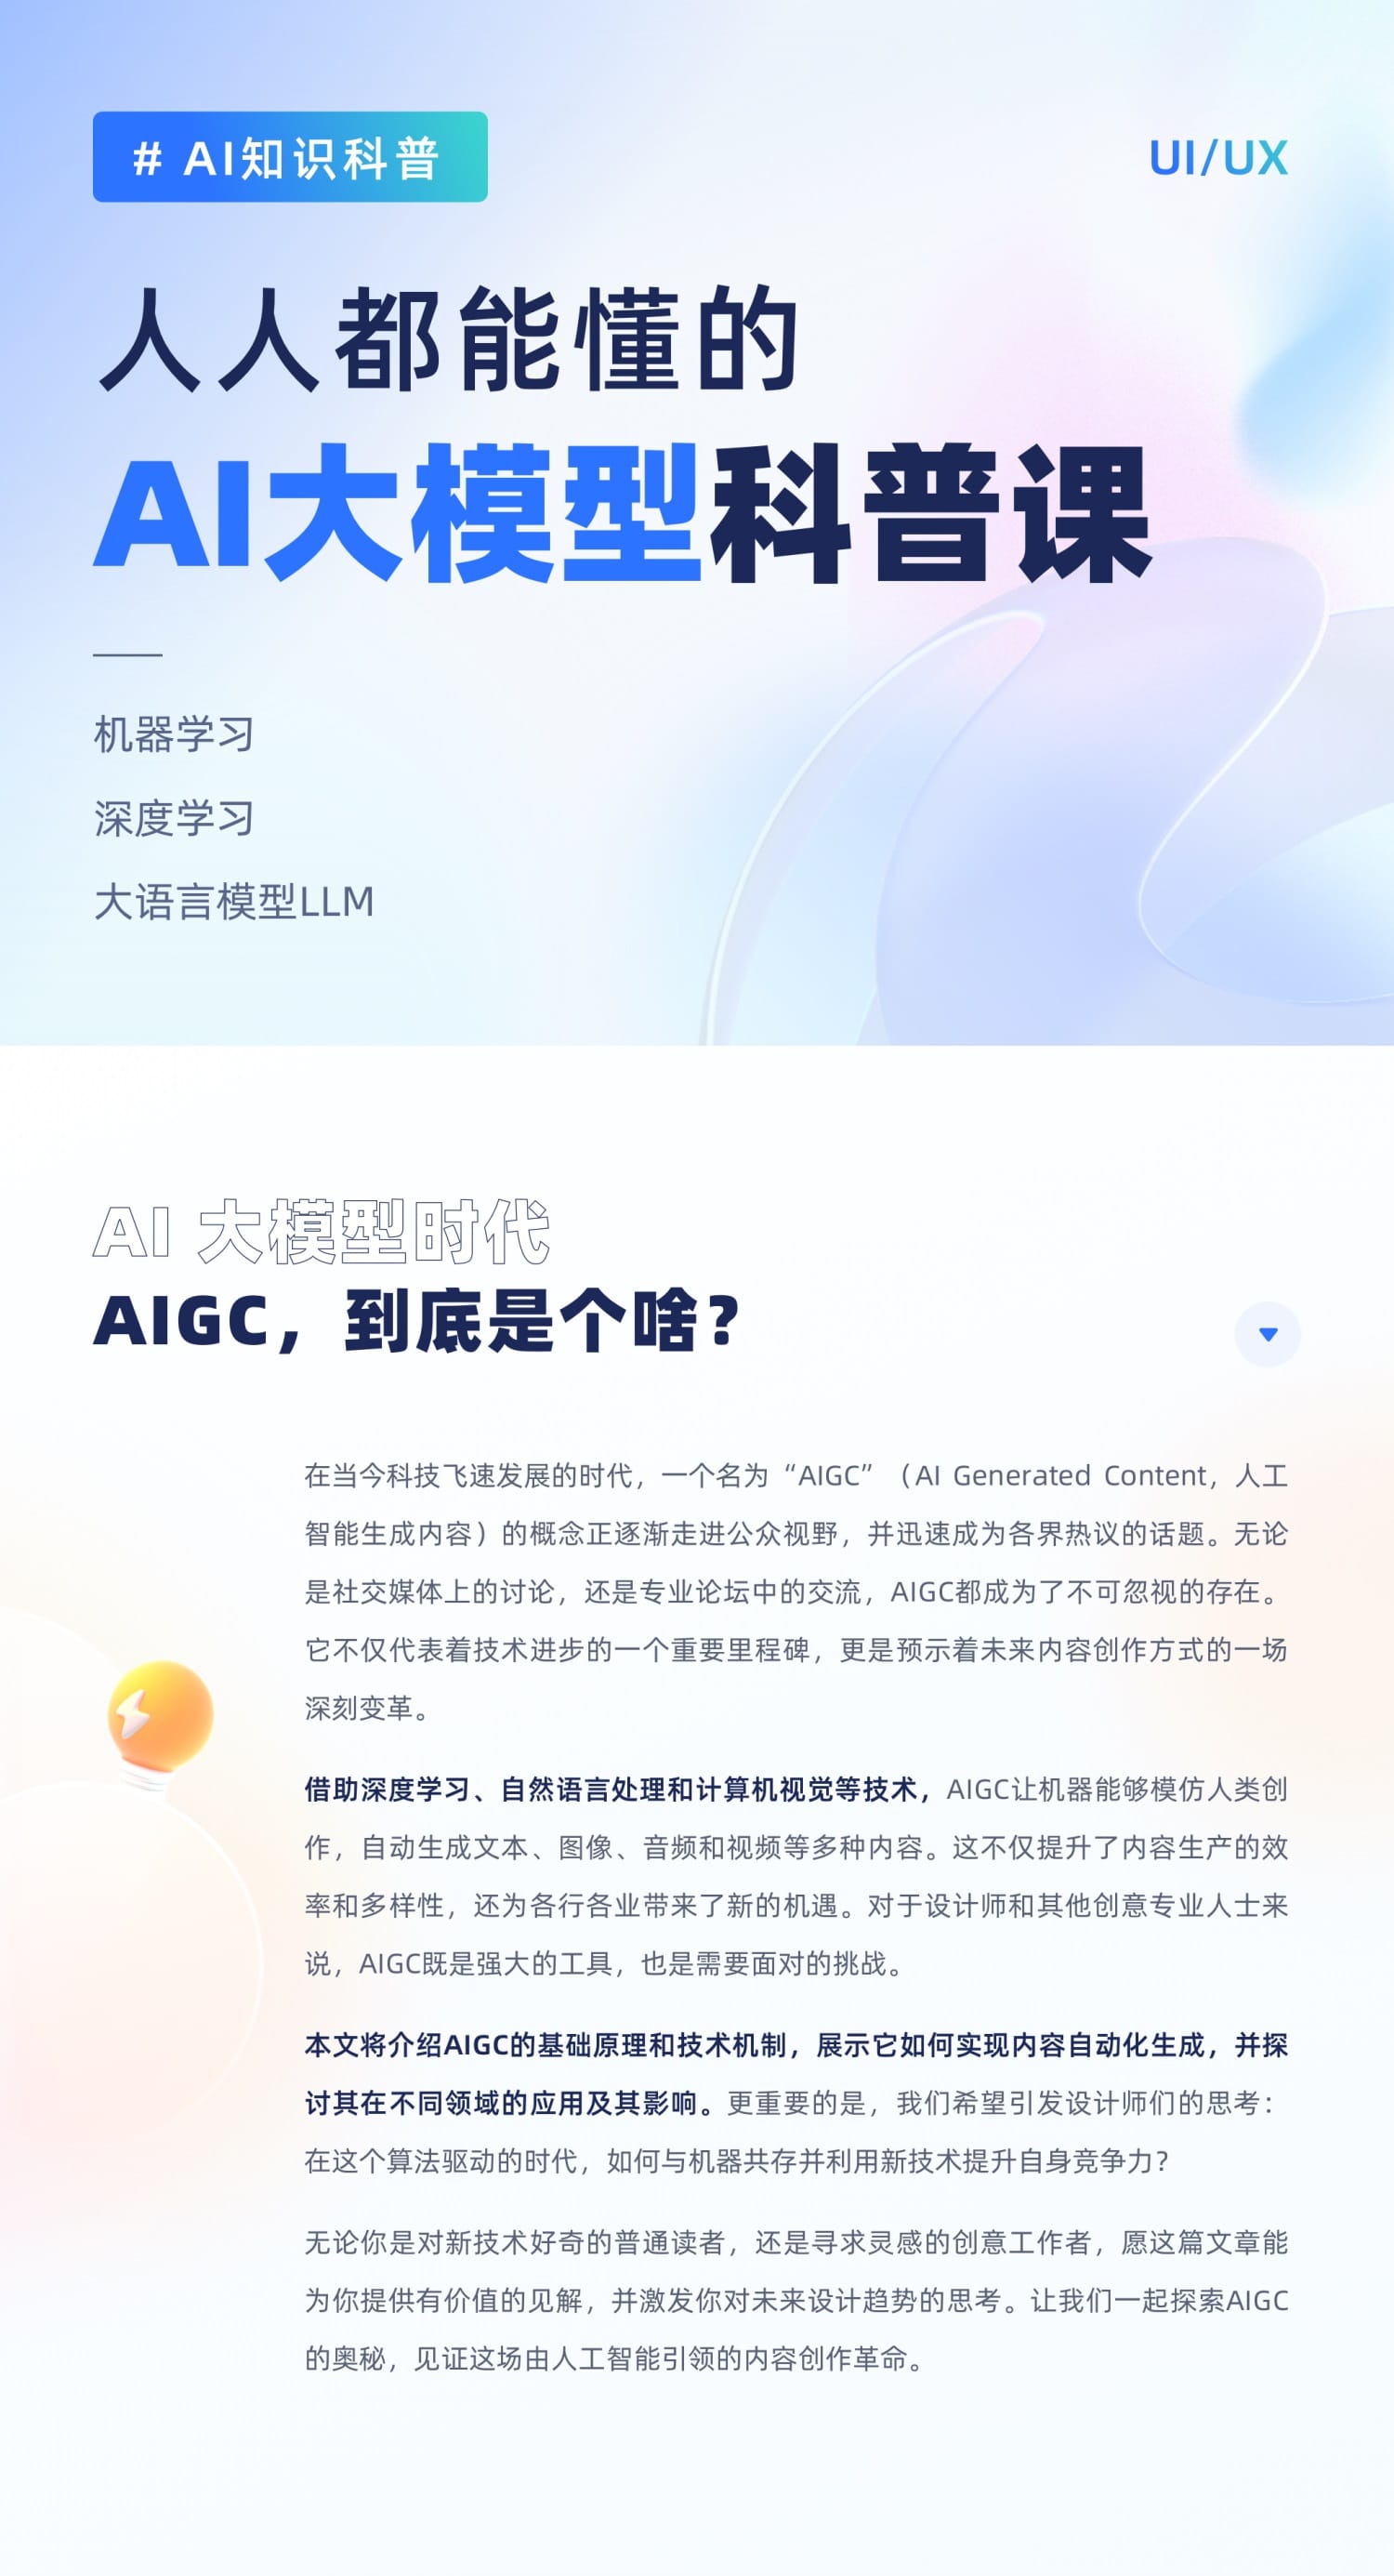 # AI知识科普
UI/UX
人人都能懂的
AI大模型科普课
机器学习
深度学习
大语言模型LLM
AI 大模型时代
AIGC，到底是个啥？
在当今科技飞速发展的时代，一个名为“AIGC”（AI Generated Content，人工
智能生成内容）的概念正逐渐走进公众视野，并迅速成为各界热议的话题。无论
是社交媒体上的讨论，还是专业论坛中的交流，AIGC都成为了不可忽视的存在。
它不仅代表着技术进步的一个重要里程碑，更是预示着未来内容创作方式的一场
深刻变革。
借助深度学习、自然语言处理和计算机视觉等技术，AIGC让机器能够模仿人类创
作，自动生成文本、图像、音频和视频等多种内容。这不仅提升了内容生产的效
率和多样性，还为各行各业带来了新的机遇。对于设计师和其他创意专业人士来
说，AIGC既是强大的工具，也是需要面对的挑战。
本文将介绍AIGC的基础原理和技术机制，展示它如何实现内容自动化生成，并探
讨其在不同领域的应用及其影响。更重要的是，我们希望引发设计师们的思考：
在这个算法驱动的时代，如何与机器共存并利用新技术提升自身竞争力？
无论你是对新技术好奇的普通读者，还是寻求灵感的创意工作者，愿这篇文章能
为你提供有价值的见解，并激发你对未来设计趋势的思考。让我们一起探索AIGC
的奥秘，见证这场由人工智能引领的内容创作革命。